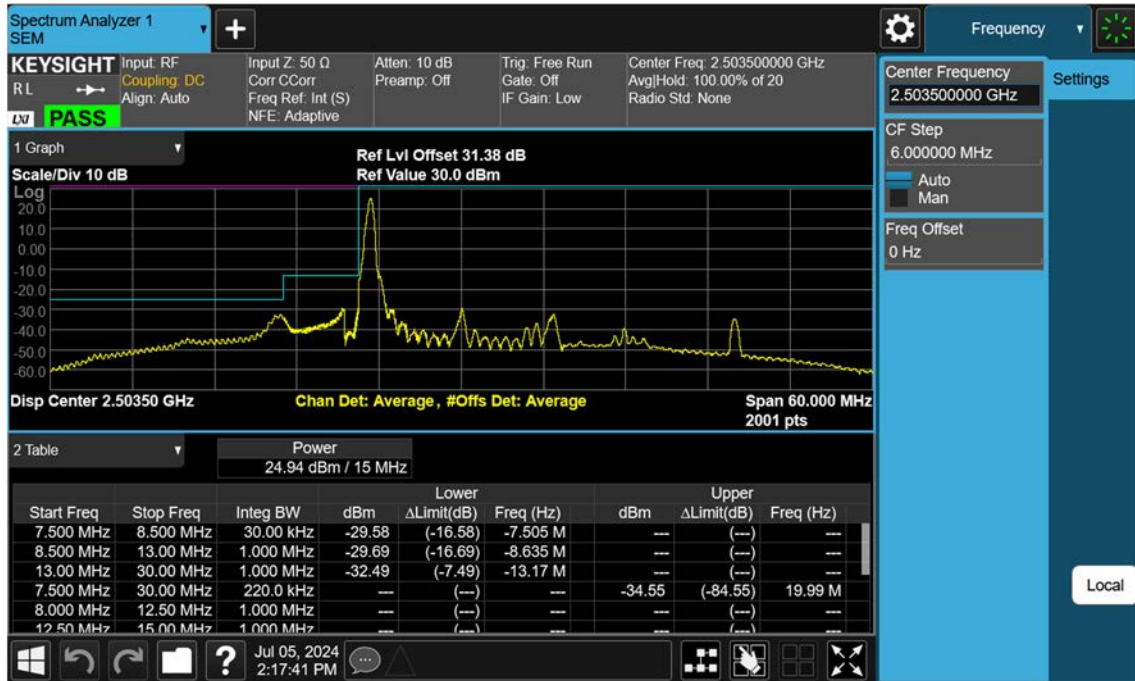 Spectrum Analyzer 1
SEM
Frequency
KEYSIGHT
RL
LXI
PASS
Input: RF
Coupling: DC
Align: Auto
Input Z: 50 Ω
Corr CCorr
Freq Ref: Int (S)
NFE: Adaptive
Atten: 10 dB
Preamp: Off
Trig: Free Run
Gate: Off
IF Gain: Low
Center Freq: 2.503500000 GHz
Avg|Hold: 100.00% of 20
Radio Std: None
Center Frequency
2.503500000 GHz
Settings
CF Step
6.000000 MHz
Auto
Man
Freq Offset
0 Hz
Local
1 Graph
Ref Lvl Offset 31.38 dB
Scale/Div 10 dB Ref Value 30.0 dBm
Log
20.0
10.0
0.00
-10.0
-20.0
-30.0
-40.0
-50.0
-60.0
Disp Center 2.50350 GHz Chan Det: Average, #Offs Det: Average Span 60.000 MHz
2001 pts
2 Table Power
24.94 dBm / 15 MHz
Lower Upper
Start Freq Stop Freq Integ BW dBm ΔLimit(dB) Freq (Hz) dBm ΔLimit(dB) Freq (Hz)
7.500 MHz 8.500 MHz 30.00 kHz -29.58 (-16.58) -7.505 M --- (---) ---
8.500 MHz 13.00 MHz 1.000 MHz -29.69 (-16.69) -8.635 M --- (---) ---
13.00 MHz 30.00 MHz 1.000 MHz -32.49 (-7.49) -13.17 M --- (---) ---
7.500 MHz 30.00 MHz 220.0 kHz --- (---) --- -34.55 (-84.55) 19.99 M
8.000 MHz 12.50 MHz 1.000 MHz --- (---) --- --- (---) ---
12.50 MHz 15.00 MHz 1.000 MHz --- (---) --- --- (---) ---
Jul 05, 2024
2:17:41 PM